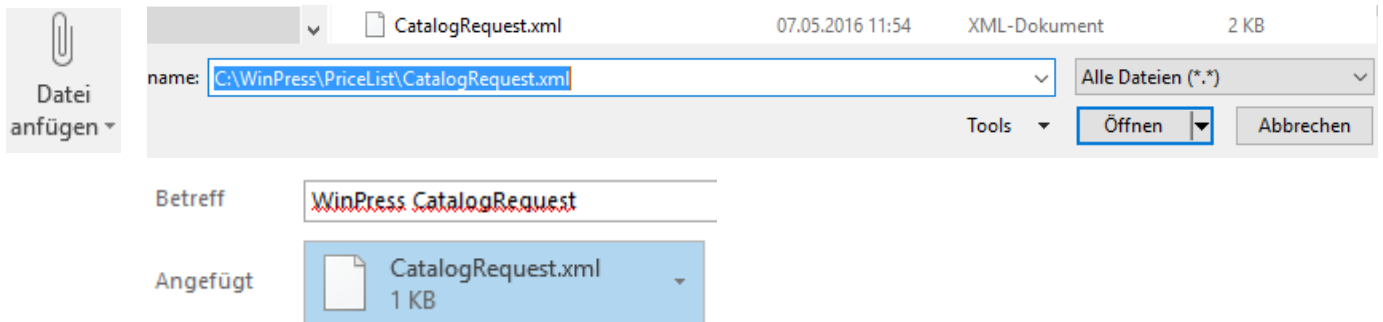 CatalogRequest.xml 07.05.2016 11:54 XML-Dokument 2 KB
Datei
anfügen
name: C:\WinPress\PriceList\CatalogRequest.xml Alle Dateien (*.*)
Tools Öffnen Abbrechen
Betreff WinPress CatalogRequest
Angefügt CatalogRequest.xml
1 KB